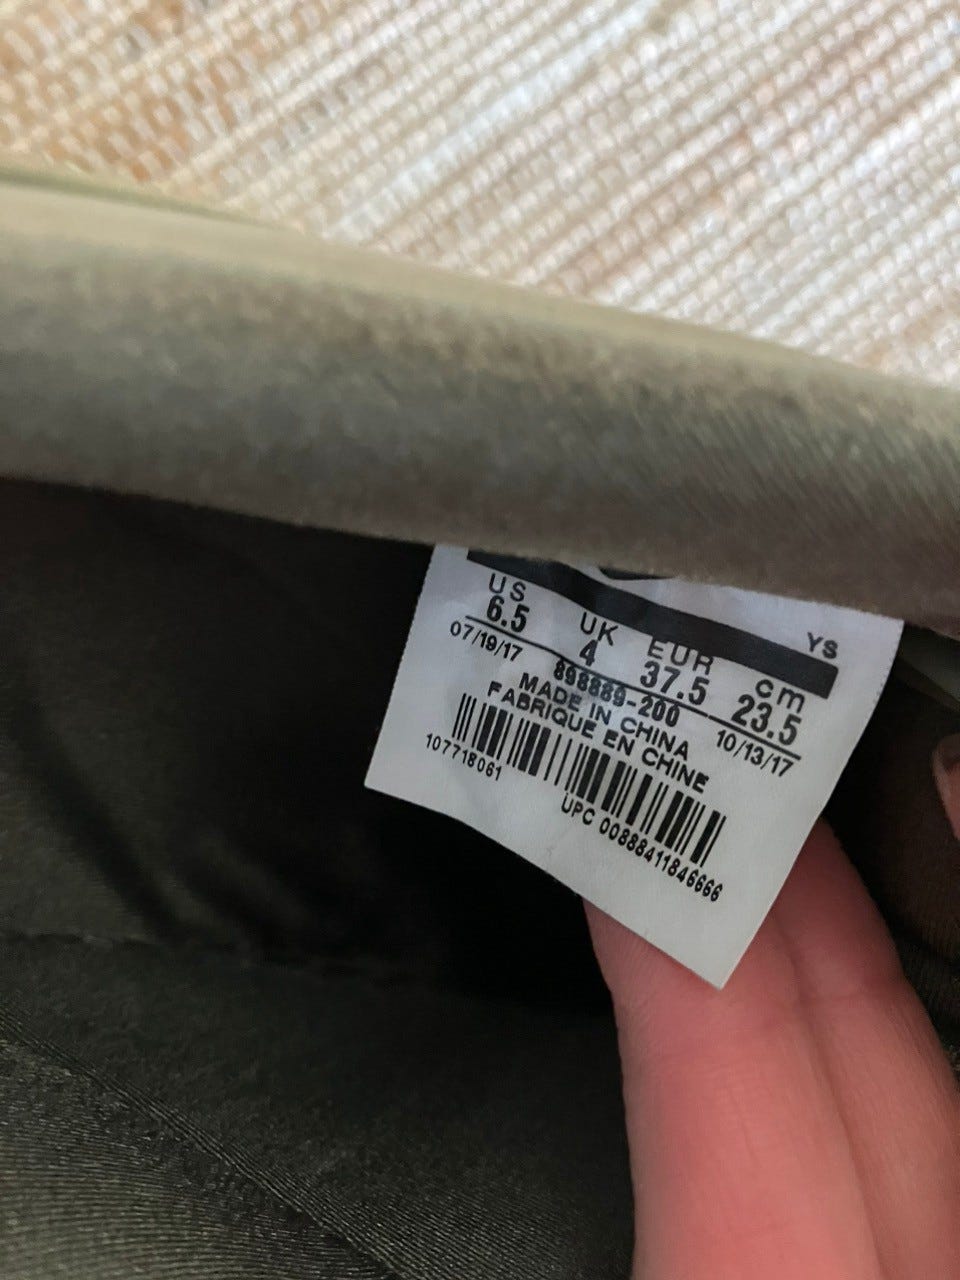 YS
US UK EUR cm
6.5 4 37.5 23.5
07/19/17 898889-200 10/13/17
MADE IN CHINA
FABRIQUE EN CHINE
107718061
UPC 00888411846666